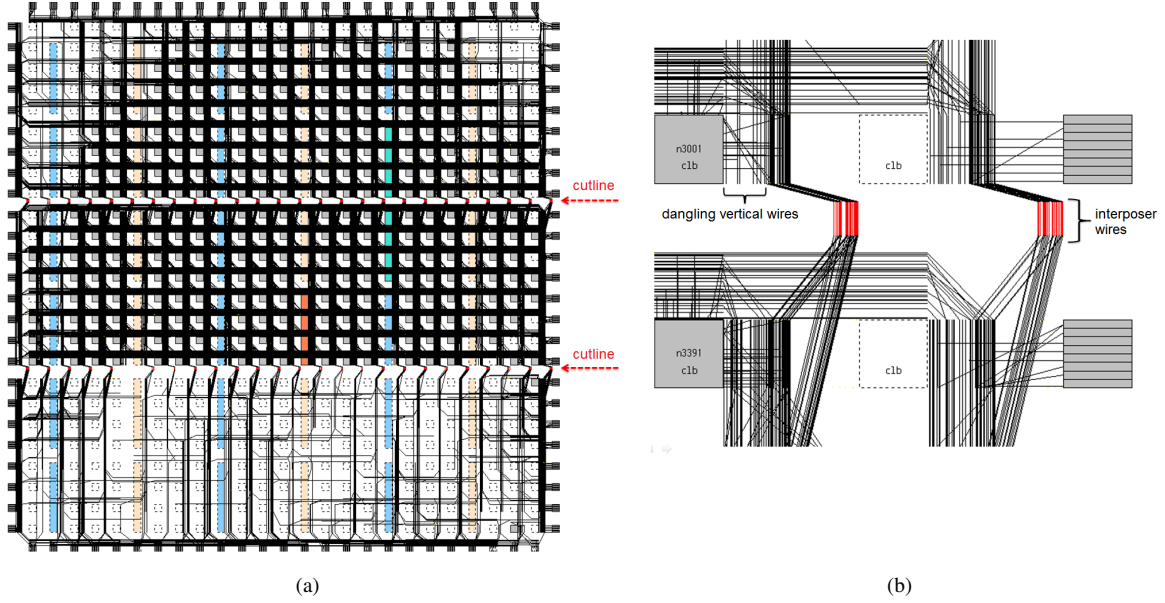 cutline
cutline
n3001
clb
clb
dangling vertical wires
interposer
wires
n3391
clb
clb
(a)
(b)